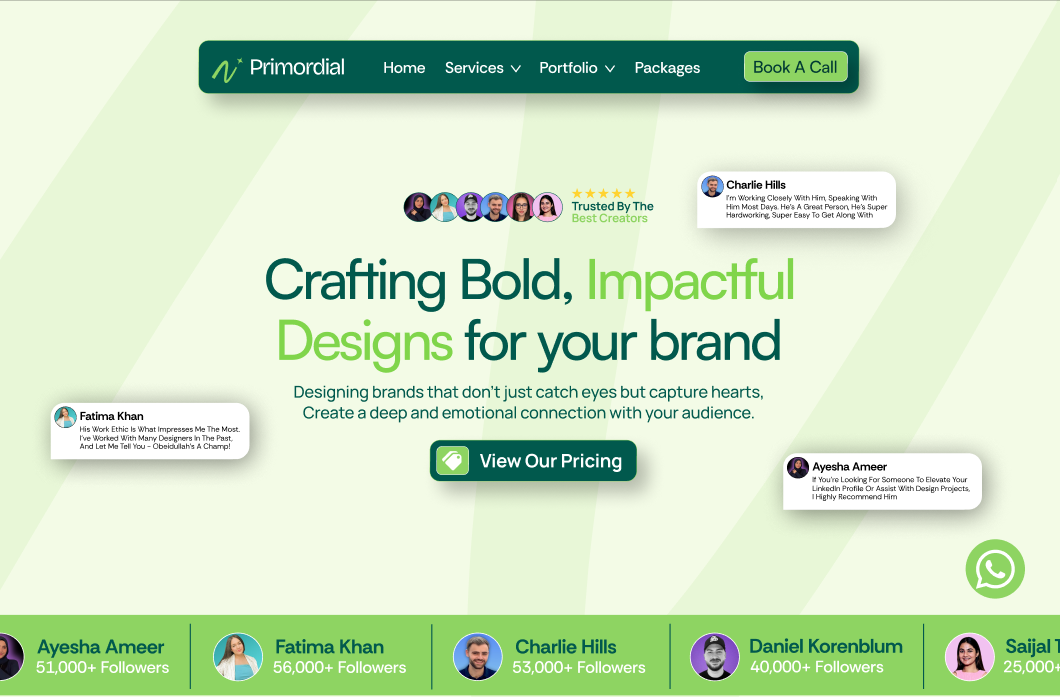 Primordial
Home Services Portfolio Packages Book A Call
Trusted By The
Best Creators
Charlie Hills
I'm Working Closely With Him, Speaking With
Him Most Days. He's A Great Person, He's Super
Hardworking, Super Easy To Get Along With
Crafting Bold, Impactful
Designs for your brand
Designing brands that don't just catch eyes but capture hearts,
Create a deep and emotional connection with your audience.
Fatima Khan
His Work Ethic Is What Impresses Me The Most.
I've Worked With Many Designers In The Past,
And Let Me Tell You - Obeidullah's A Champ!
View Our Pricing
Ayesha Ameer
If You're Looking For Someone To Elevate Your
LinkedIn Profile Or Assist With Design Projects,
I Highly Recommend Him
Ayesha Ameer
51,000+ Followers
Fatima Khan
56,000+ Followers
Charlie Hills
53,000+ Followers
Daniel Korenblum
40,000+ Followers
Saijal
25,000+